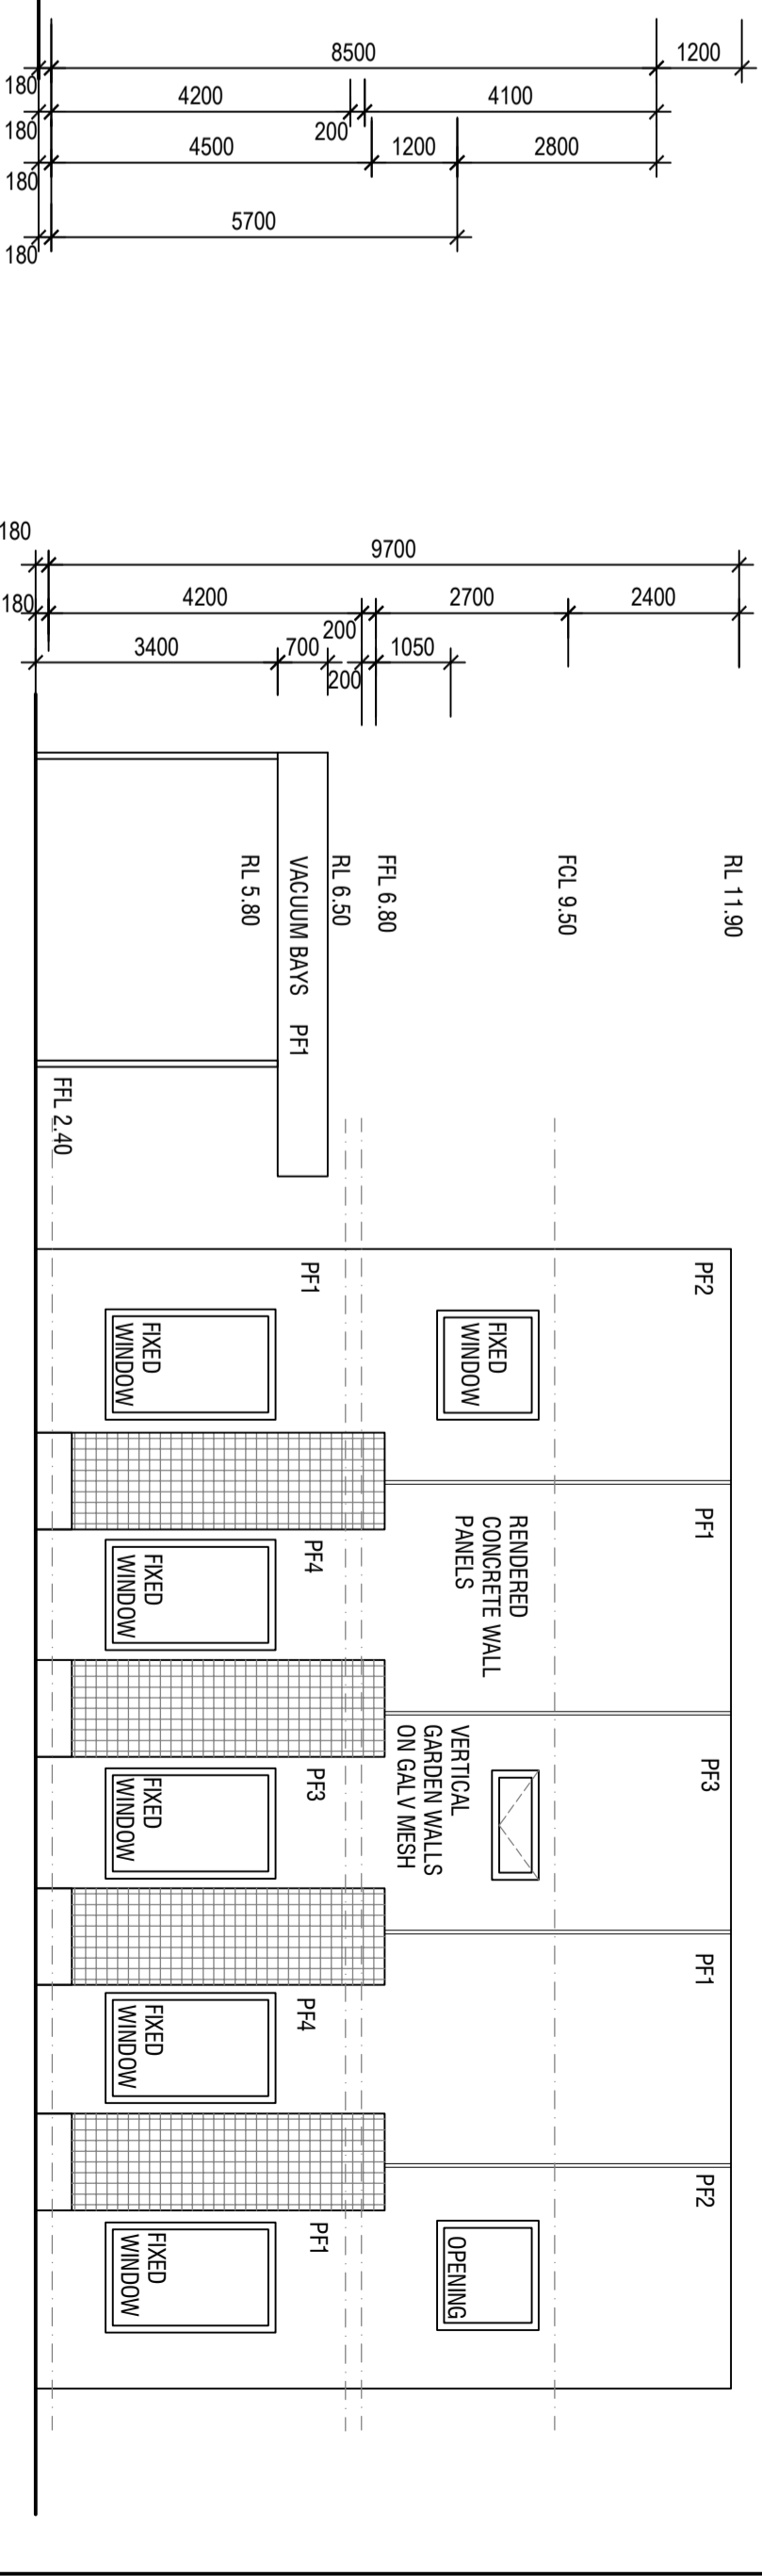 8500
1200
180
4200
4100
180
200
4500
1200
2800
180
5700
180
180
9700
180
4200
2700
2400
200
3400
700
1050
200
RL 11.90
FCL 9.50
FFL 6.80
RL 6.50
VACUUM BAYS PF1
RL 5.80
FFL 2.40
PF2
PF1
FIXED
WINDOW
FIXED
WINDOW
PF1
RENDERED
CONCRETE WALL
PANELS
PF4
FIXED
WINDOW
PF3
VERTICAL
GARDEN WALLS
ON GALV MESH
PF3
FIXED
WINDOW
PF1
PF4
FIXED
WINDOW
PF2
OPENING
PF1
FIXED
WINDOW